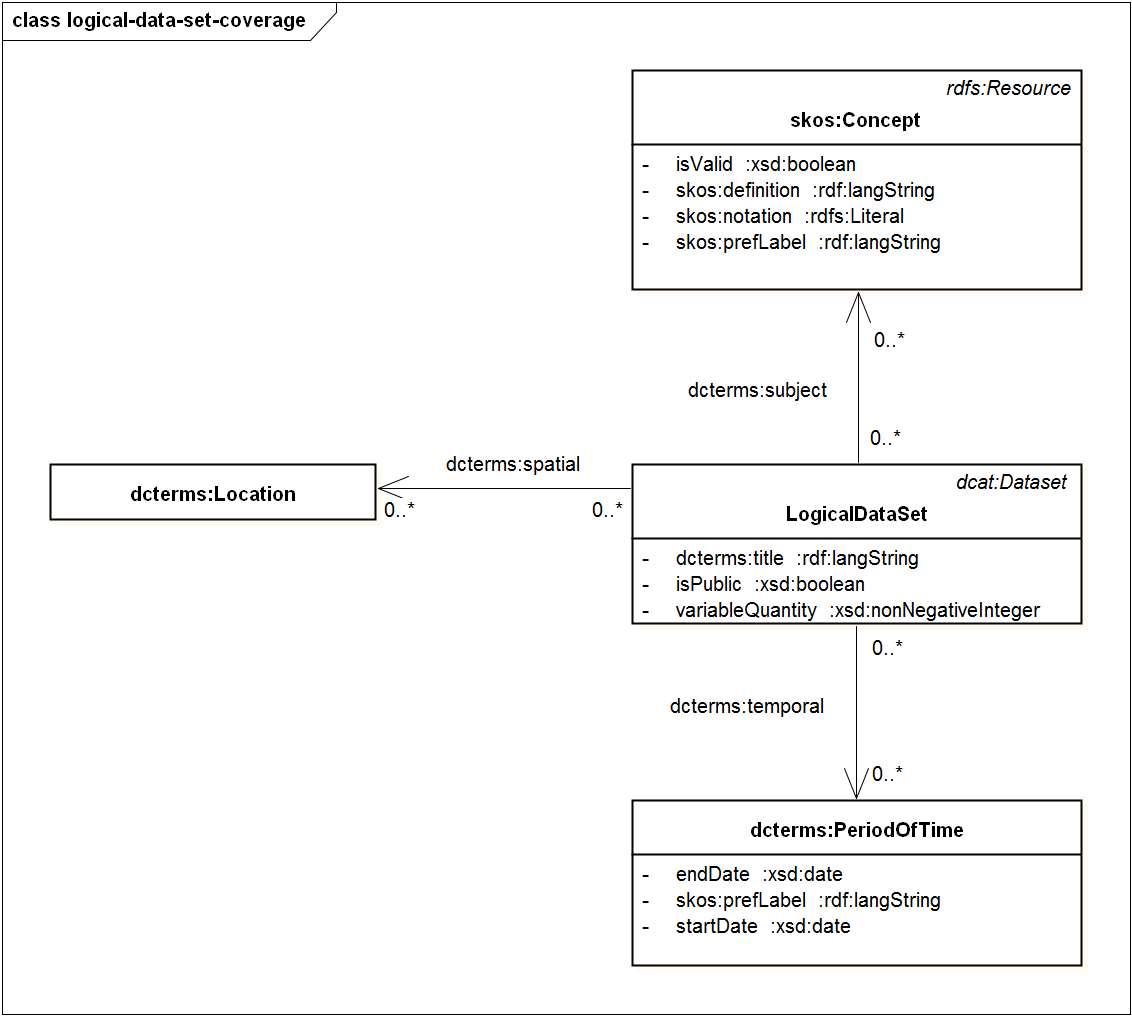 class logical-data-set-coverage
rdfs:Resource
skos:Concept
- isValid :xsd:boolean
- skos:definition :rdf:langString
- skos:notation :rdfs:Literal
- skos:prefLabel :rdf:langString
0..*
dcterms:subject
0..*
dcterms:spatial
dcterms:Location
0..*
0..*
dcat:Dataset
LogicalDataSet
- dcterms:title :rdf:langString
- isPublic :xsd:boolean
- variableQuantity :xsd:nonNegativeInteger
0..*
dcterms:temporal
0..*
dcterms:PeriodOfTime
- endDate :xsd:date
- skos:prefLabel :rdf:langString
- startDate :xsd:date